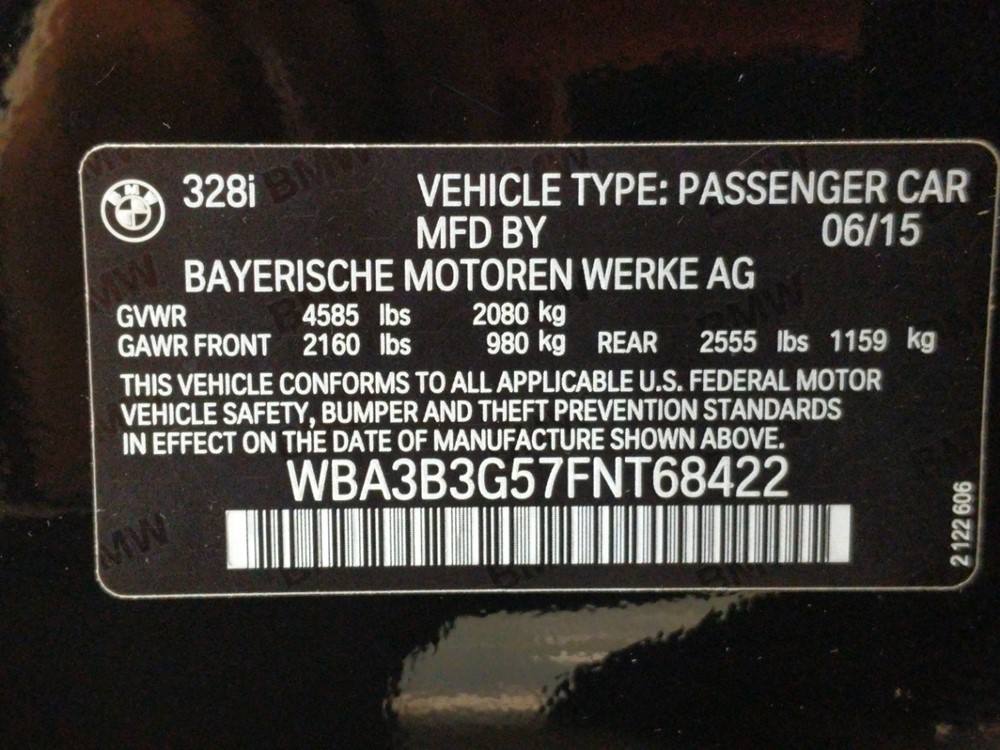 BMW 328i VEHICLE TYPE: PASSENGER CAR
MFD BY 06/15
BAYERISCHE MOTOREN WERKE AG
GVWR 4585 lbs 2080 kg
GAWR FRONT 2160 lbs 980 kg REAR 2555 lbs 1159 kg
THIS VEHICLE CONFORMS TO ALL APPLICABLE U.S. FEDERAL MOTOR
VEHICLE SAFETY, BUMPER AND THEFT PREVENTION STANDARDS
IN EFFECT ON THE DATE OF MANUFACTURE SHOWN ABOVE.
WBA3B3G57FNT68422
2 122 606